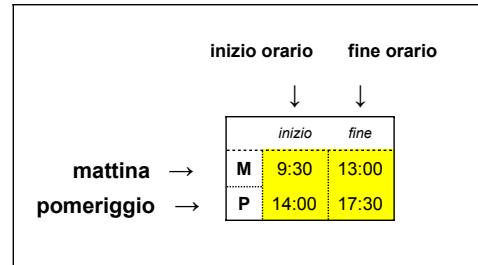 inizio orario fine orario
↓ ↓
inizio fine
mattina → M 9:30 13:00
pomeriggio → P 14:00 17:30